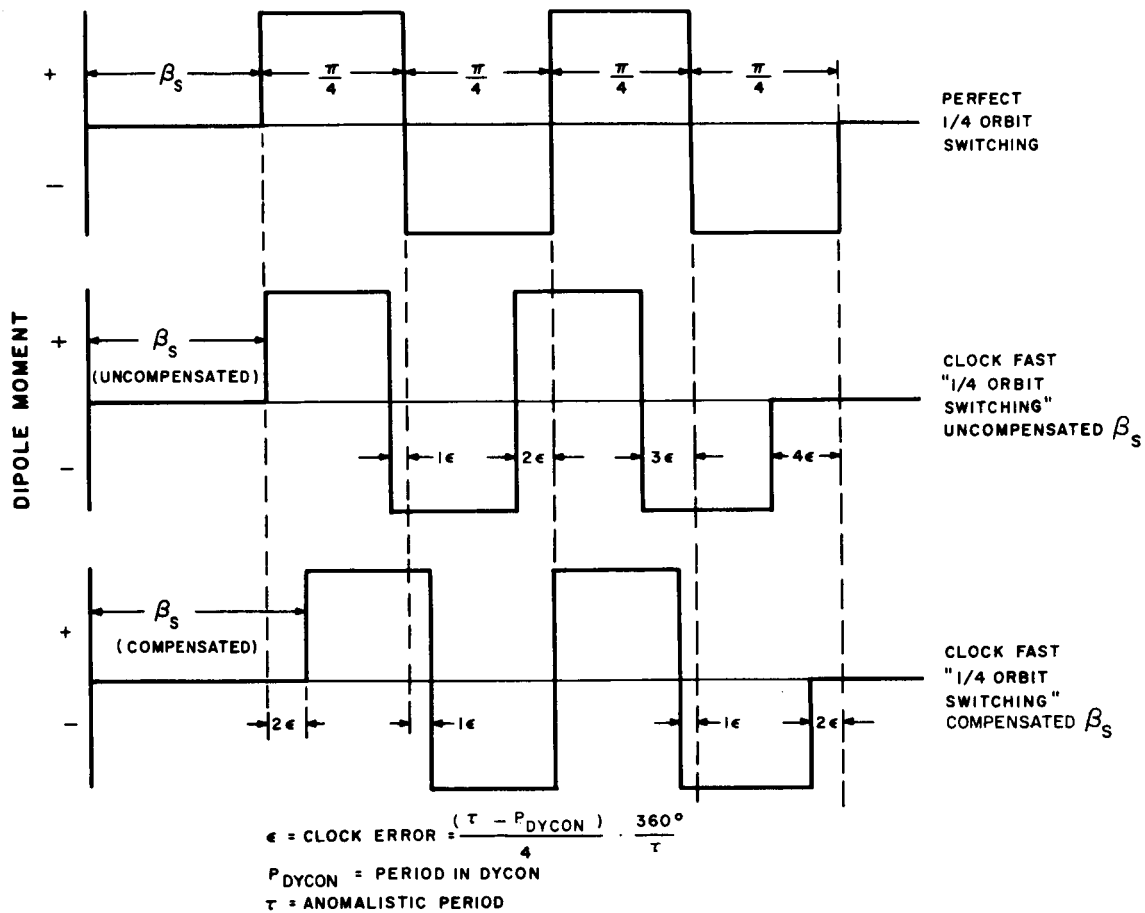 DIPOLE MOMENT
+
−
β_S
π/4
π/4
π/4
π/4
PERFECT
1/4 ORBIT
SWITCHING
+
−
β_S
(UNCOMPENSATED)
1ϵ
2ϵ
3ϵ
4ϵ
CLOCK FAST
"1/4 ORBIT
SWITCHING"
UNCOMPENSATED β_S
+
−
β_S
(COMPENSATED)
2ϵ
1ϵ
1ϵ
2ϵ
CLOCK FAST
"1/4 ORBIT
SWITCHING"
COMPENSATED β_S
ϵ = CLOCK ERROR = (τ − P_DYCON)/4 · 360°/τ
P_DYCON = PERIOD IN DYCON
τ = ANOMALISTIC PERIOD